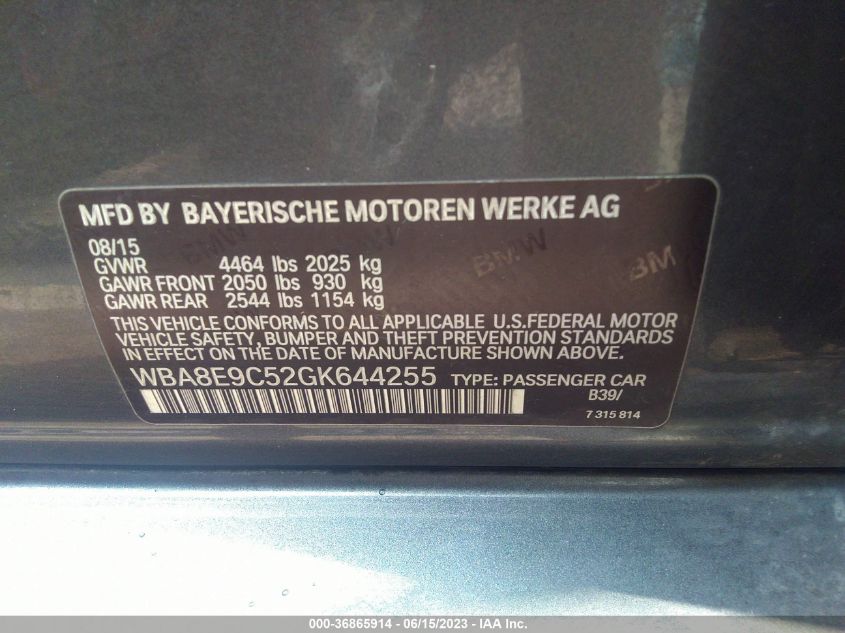 MFD BY BAYERISCHE MOTOREN WERKE AG
08/15
GVWR 4464 lbs 2025 kg
GAWR FRONT 2050 lbs 930 kg
GAWR REAR 2544 lbs 1154 kg
THIS VEHICLE CONFORMS TO ALL APPLICABLE U.S.FEDERAL MOTOR
VEHICLE SAFETY, BUMPER AND THEFT PREVENTION STANDARDS
IN EFFECT ON THE DATE OF MANUFACTURE SHOWN ABOVE.
WBA8E9C52GK644255 TYPE: PASSENGER CAR
B39/
7 315 814
BMW
BMW
BM
000-36865914 - 06/15/2023 - IAA Inc.